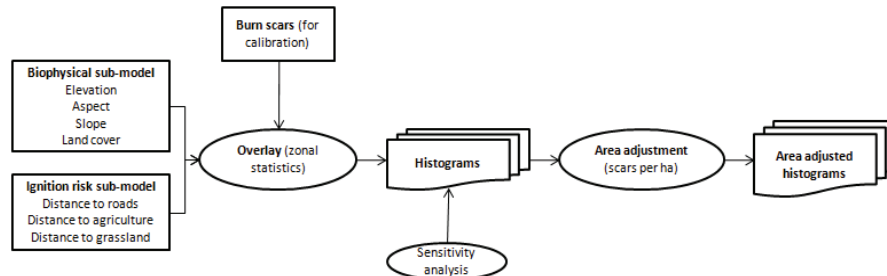 Burn scars (for
calibration)
Biophysical sub-model
Elevation
Aspect
Slope
Land cover
Ignition risk sub-model
Distance to roads
Distance to agriculture
Distance to grassland
Overlay (zonal
statistics)
Histograms
Sensitivity
analysis
Area adjustment
(scars per ha)
Area adjusted
histograms